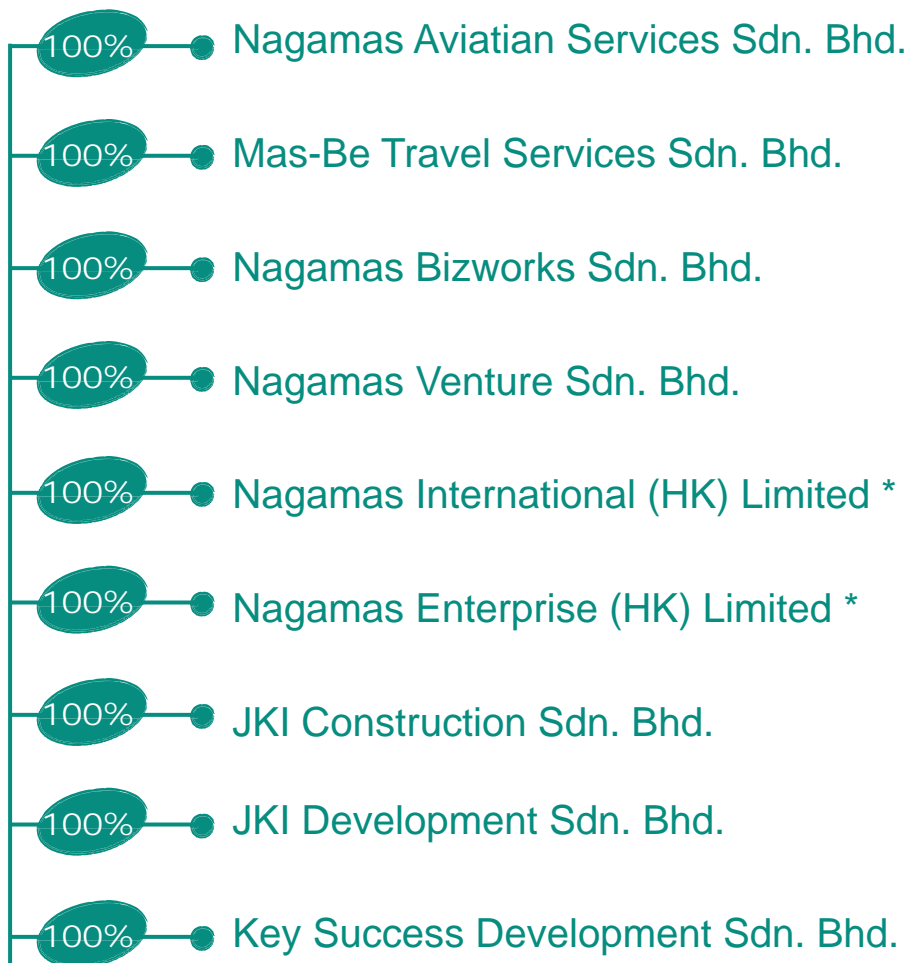 100% Nagamas Aviatian Services Sdn. Bhd.
100% Mas-Be Travel Services Sdn. Bhd.
100% Nagamas Bizworks Sdn. Bhd.
100% Nagamas Venture Sdn. Bhd.
100% Nagamas International (HK) Limited *
100% Nagamas Enterprise (HK) Limited *
100% JKI Construction Sdn. Bhd.
100% JKI Development Sdn. Bhd.
100% Key Success Development Sdn. Bhd.